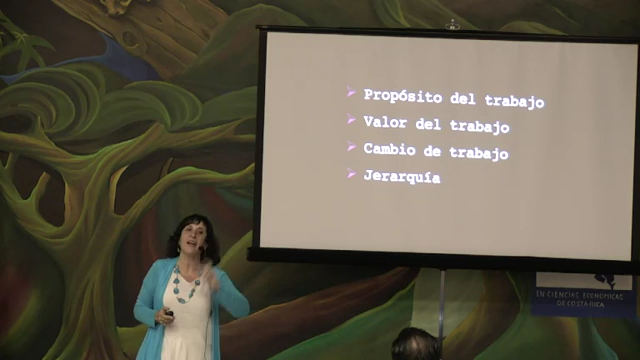 Propósito del trabajo
Valor del trabajo
Cambio de trabajo
Jerarquía
EN CIENCIAS ECONÓMICAS
DE COSTA RICA